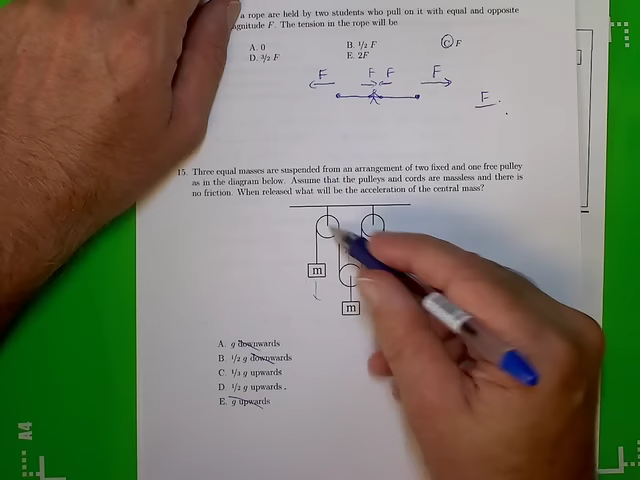 a rope are held by two students who pull on it with equal and opposite
agnitude F. The tension in the rope will be
A. 0
B. 1/2 F
C F
D. 3/2 F
E. 2F
F F F F
F
15. Three equal masses are suspended from an arrangement of two fixed and one free pulley
as in the diagram below. Assume that the pulleys and cords are massless and there is
no friction. When released what will be the acceleration of the central mass?
m
m
A. g downwards
B. 1/2 g downwards
C. 1/3 g upwards
D. 1/2 g upwards.
E. g upwards
A4